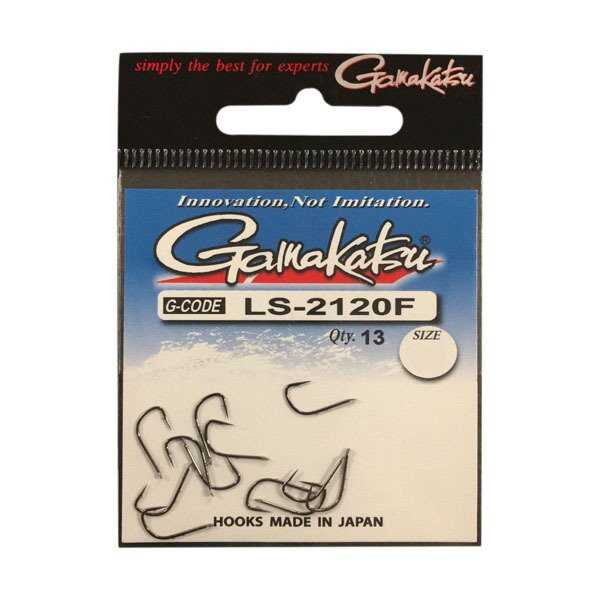 simply the best for experts Gamakatsu
Innovation, Not Imitation.
Gamakatsu®
G-CODE LS-2120F
Qty. 13 SIZE
HOOKS MADE IN JAPAN